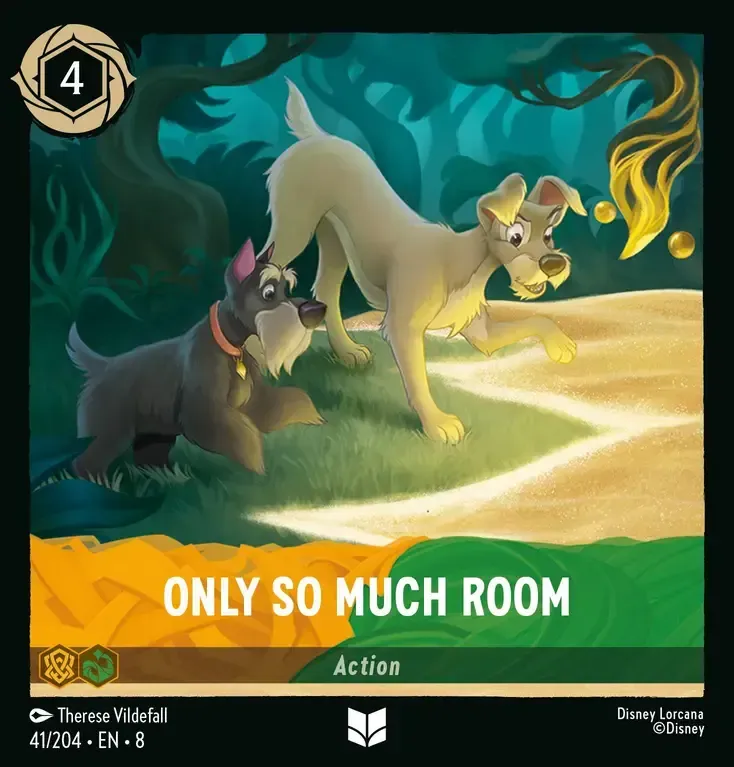 4
ONLY SO MUCH ROOM
Action
Therese Vildefall
Disney Lorcana
41/204 • EN • 8
©Disney